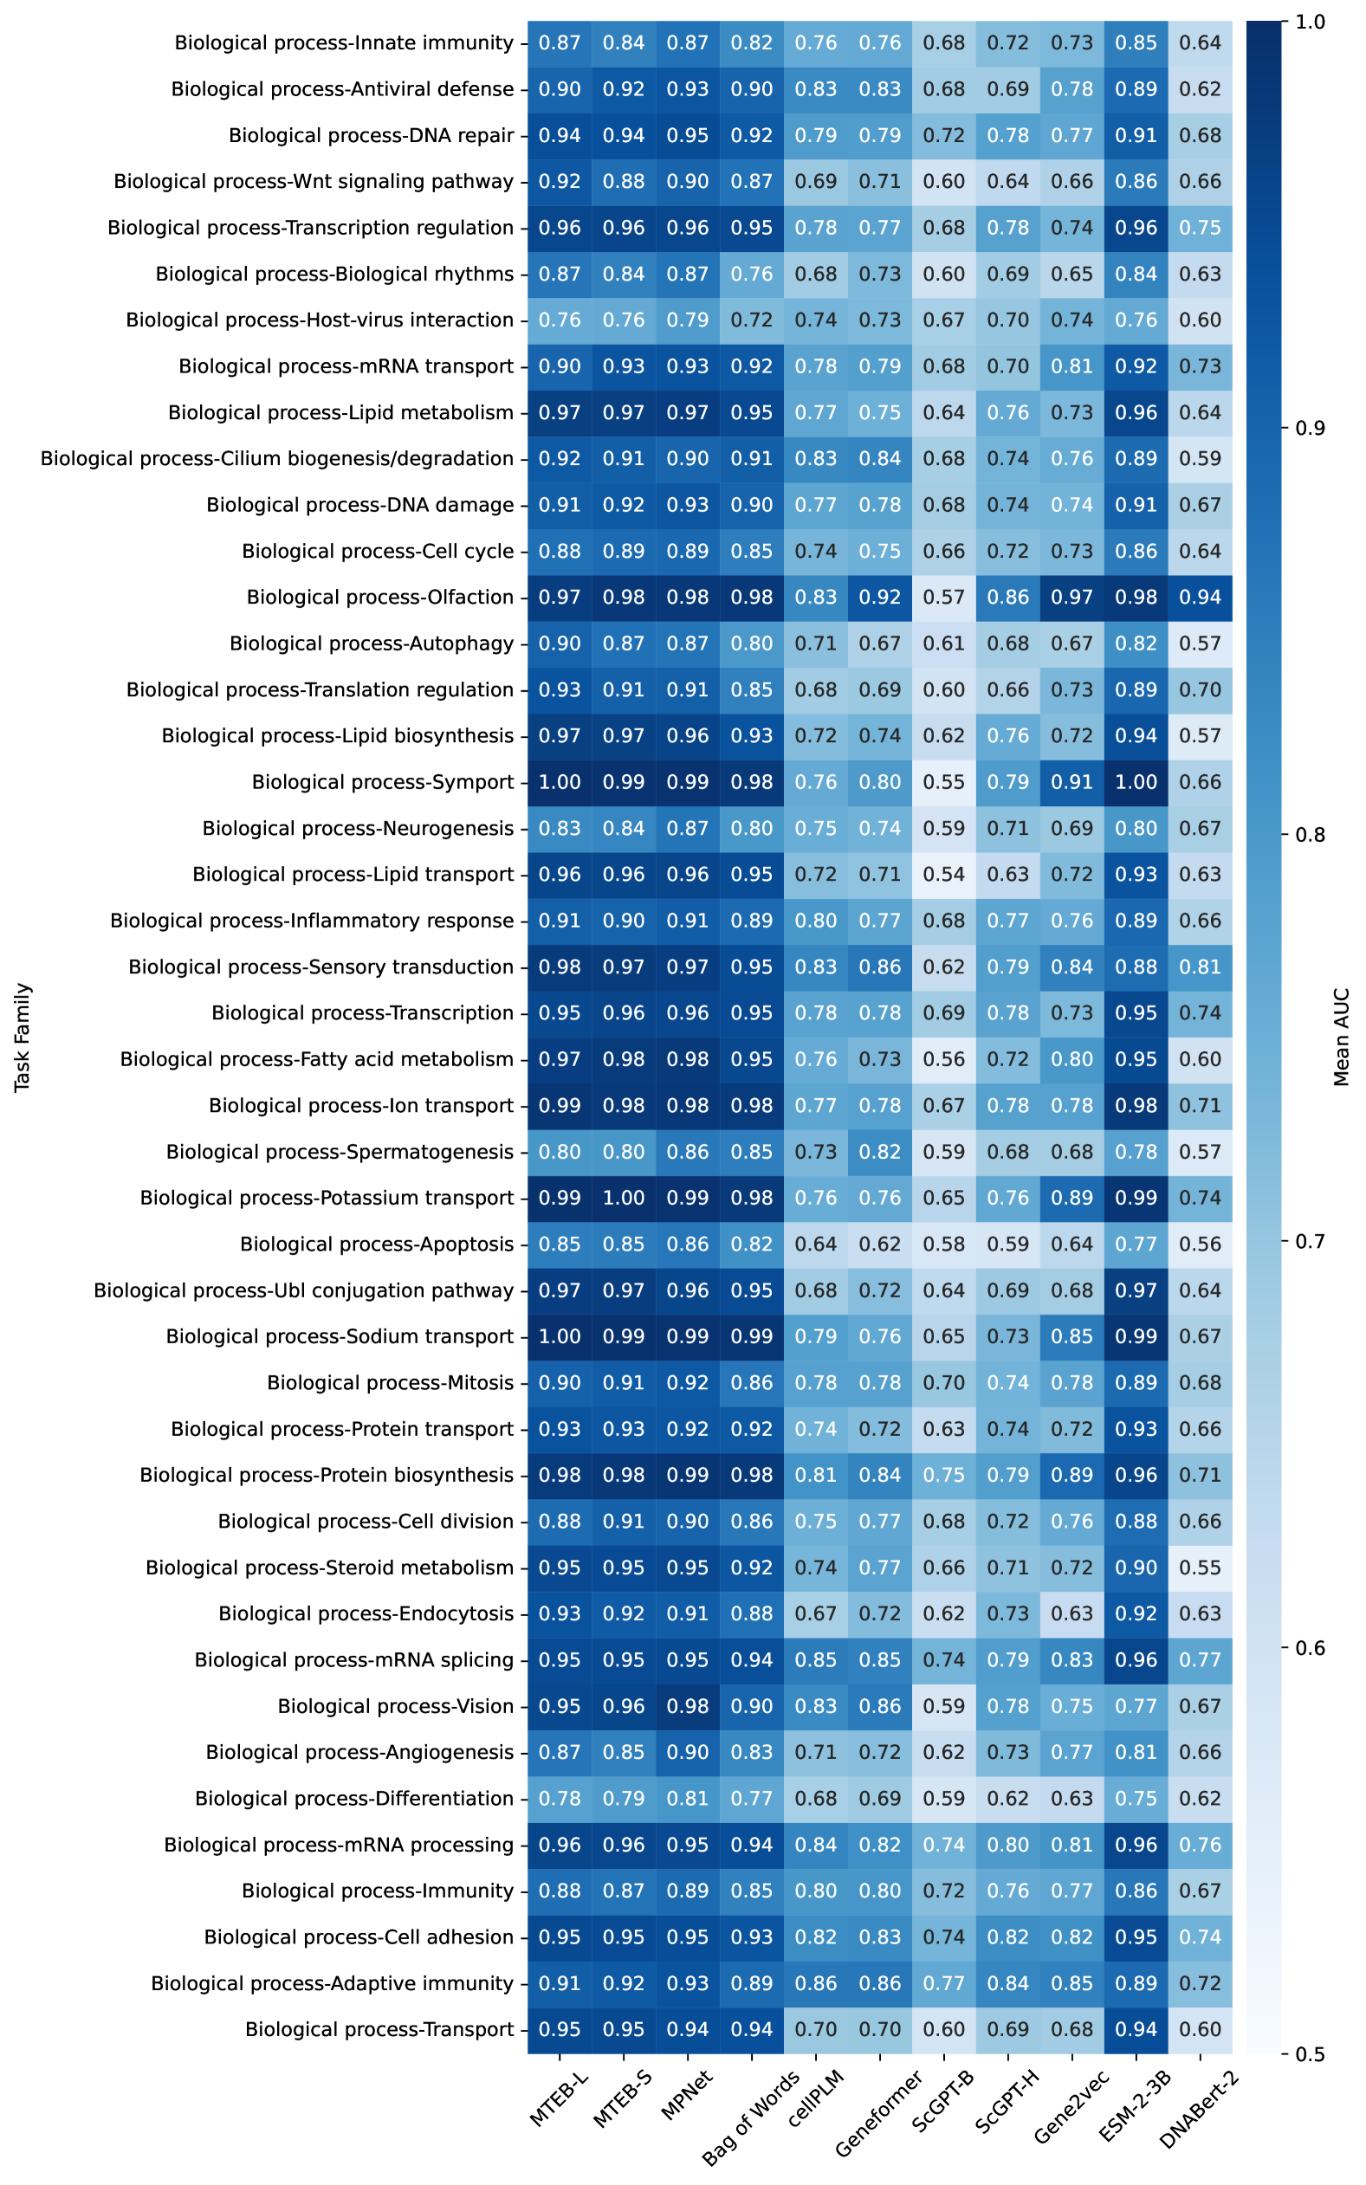 Biological process-Innate immunity 0.87 0.84 0.87 0.82 0.76 0.76 0.68 0.72 0.73 0.85 0.64
Biological process-Antiviral defense 0.90 0.92 0.93 0.90 0.83 0.83 0.68 0.69 0.78 0.89 0.62
Biological process-DNA repair 0.94 0.94 0.95 0.92 0.79 0.79 0.72 0.78 0.77 0.91 0.68
Biological process-Wnt signaling pathway 0.92 0.88 0.90 0.87 0.69 0.71 0.60 0.64 0.66 0.86 0.66
Biological process-Transcription regulation 0.96 0.96 0.96 0.95 0.78 0.77 0.68 0.78 0.74 0.96 0.75
Biological process-Biological rhythms 0.87 0.84 0.87 0.76 0.68 0.73 0.60 0.69 0.65 0.84 0.63
Biological process-Host-virus interaction 0.76 0.76 0.79 0.72 0.74 0.73 0.67 0.70 0.74 0.76 0.60
Biological process-mRNA transport 0.90 0.93 0.93 0.92 0.78 0.79 0.68 0.70 0.81 0.92 0.73
Biological process-Lipid metabolism 0.97 0.97 0.97 0.95 0.77 0.75 0.64 0.76 0.73 0.96 0.64
Biological process-Cilium biogenesis/degradation 0.92 0.91 0.90 0.91 0.83 0.84 0.68 0.74 0.76 0.89 0.59
Biological process-DNA damage 0.91 0.92 0.93 0.90 0.77 0.78 0.68 0.74 0.74 0.91 0.67
Biological process-Cell cycle 0.88 0.89 0.89 0.85 0.74 0.75 0.66 0.72 0.73 0.86 0.64
Biological process-Olfaction 0.97 0.98 0.98 0.98 0.83 0.92 0.57 0.86 0.97 0.98 0.94
Biological process-Autophagy 0.90 0.87 0.87 0.80 0.71 0.67 0.61 0.68 0.67 0.82 0.57
Biological process-Translation regulation 0.93 0.91 0.91 0.85 0.68 0.69 0.60 0.66 0.73 0.89 0.70
Biological process-Lipid biosynthesis 0.97 0.97 0.96 0.93 0.72 0.74 0.62 0.76 0.72 0.94 0.57
Biological process-Symport 1.00 0.99 0.99 0.98 0.76 0.80 0.55 0.79 0.91 1.00 0.66
Biological process-Neurogenesis 0.83 0.84 0.87 0.80 0.75 0.74 0.59 0.71 0.69 0.80 0.67
Biological process-Lipid transport 0.96 0.96 0.96 0.95 0.72 0.71 0.54 0.63 0.72 0.93 0.63
Biological process-Inflammatory response 0.91 0.90 0.91 0.89 0.80 0.77 0.68 0.77 0.76 0.89 0.66
Biological process-Sensory transduction 0.98 0.97 0.97 0.95 0.83 0.86 0.62 0.79 0.84 0.88 0.81
Biological process-Transcription 0.95 0.96 0.96 0.95 0.78 0.78 0.69 0.78 0.73 0.95 0.74
Biological process-Fatty acid metabolism 0.97 0.98 0.98 0.95 0.76 0.73 0.56 0.72 0.80 0.95 0.60
Biological process-Ion transport 0.99 0.98 0.98 0.98 0.77 0.78 0.67 0.78 0.78 0.98 0.71
Biological process-Spermatogenesis 0.80 0.80 0.86 0.85 0.73 0.82 0.59 0.68 0.68 0.78 0.57
Biological process-Potassium transport 0.99 1.00 0.99 0.98 0.76 0.76 0.65 0.76 0.89 0.99 0.74
Biological process-Apoptosis 0.85 0.85 0.86 0.82 0.64 0.62 0.58 0.59 0.64 0.77 0.56
Biological process-Ubl conjugation pathway 0.97 0.97 0.96 0.95 0.68 0.72 0.64 0.69 0.68 0.97 0.64
Biological process-Sodium transport 1.00 0.99 0.99 0.99 0.79 0.76 0.65 0.73 0.85 0.99 0.67
Biological process-Mitosis 0.90 0.91 0.92 0.86 0.78 0.78 0.70 0.74 0.78 0.89 0.68
Biological process-Protein transport 0.93 0.93 0.92 0.92 0.74 0.72 0.63 0.74 0.72 0.93 0.66
Biological process-Protein biosynthesis 0.98 0.98 0.99 0.98 0.81 0.84 0.75 0.79 0.89 0.96 0.71
Biological process-Cell division 0.88 0.91 0.90 0.86 0.75 0.77 0.68 0.72 0.76 0.88 0.66
Biological process-Steroid metabolism 0.95 0.95 0.95 0.92 0.74 0.77 0.66 0.71 0.72 0.90 0.55
Biological process-Endocytosis 0.93 0.92 0.91 0.88 0.67 0.72 0.62 0.73 0.63 0.92 0.63
Biological process-mRNA splicing 0.95 0.95 0.95 0.94 0.85 0.85 0.74 0.79 0.83 0.96 0.77
Biological process-Vision 0.95 0.96 0.98 0.90 0.83 0.86 0.59 0.78 0.75 0.77 0.67
Biological process-Angiogenesis 0.87 0.85 0.90 0.83 0.71 0.72 0.62 0.73 0.77 0.81 0.66
Biological process-Differentiation 0.78 0.79 0.81 0.77 0.68 0.69 0.59 0.62 0.63 0.75 0.62
Biological process-mRNA processing 0.96 0.96 0.95 0.94 0.84 0.82 0.74 0.80 0.81 0.96 0.76
Biological process-Immunity 0.88 0.87 0.89 0.85 0.80 0.80 0.72 0.76 0.77 0.86 0.67
Biological process-Cell adhesion 0.95 0.95 0.95 0.93 0.82 0.83 0.74 0.82 0.82 0.95 0.74
Biological process-Adaptive immunity 0.91 0.92 0.93 0.89 0.86 0.86 0.77 0.84 0.85 0.89 0.72
Biological process-Transport 0.95 0.95 0.94 0.94 0.70 0.70 0.60 0.69 0.68 0.94 0.60
MTEB-L MTEB-S MPNet Bag of Words cellPLM Geneformer ScGPT-B ScGPT-H Gene2vec ESM-2-3B DNABert-2
Task Family
1.0
0.9
0.8
0.7
0.6
0.5
Mean AUC